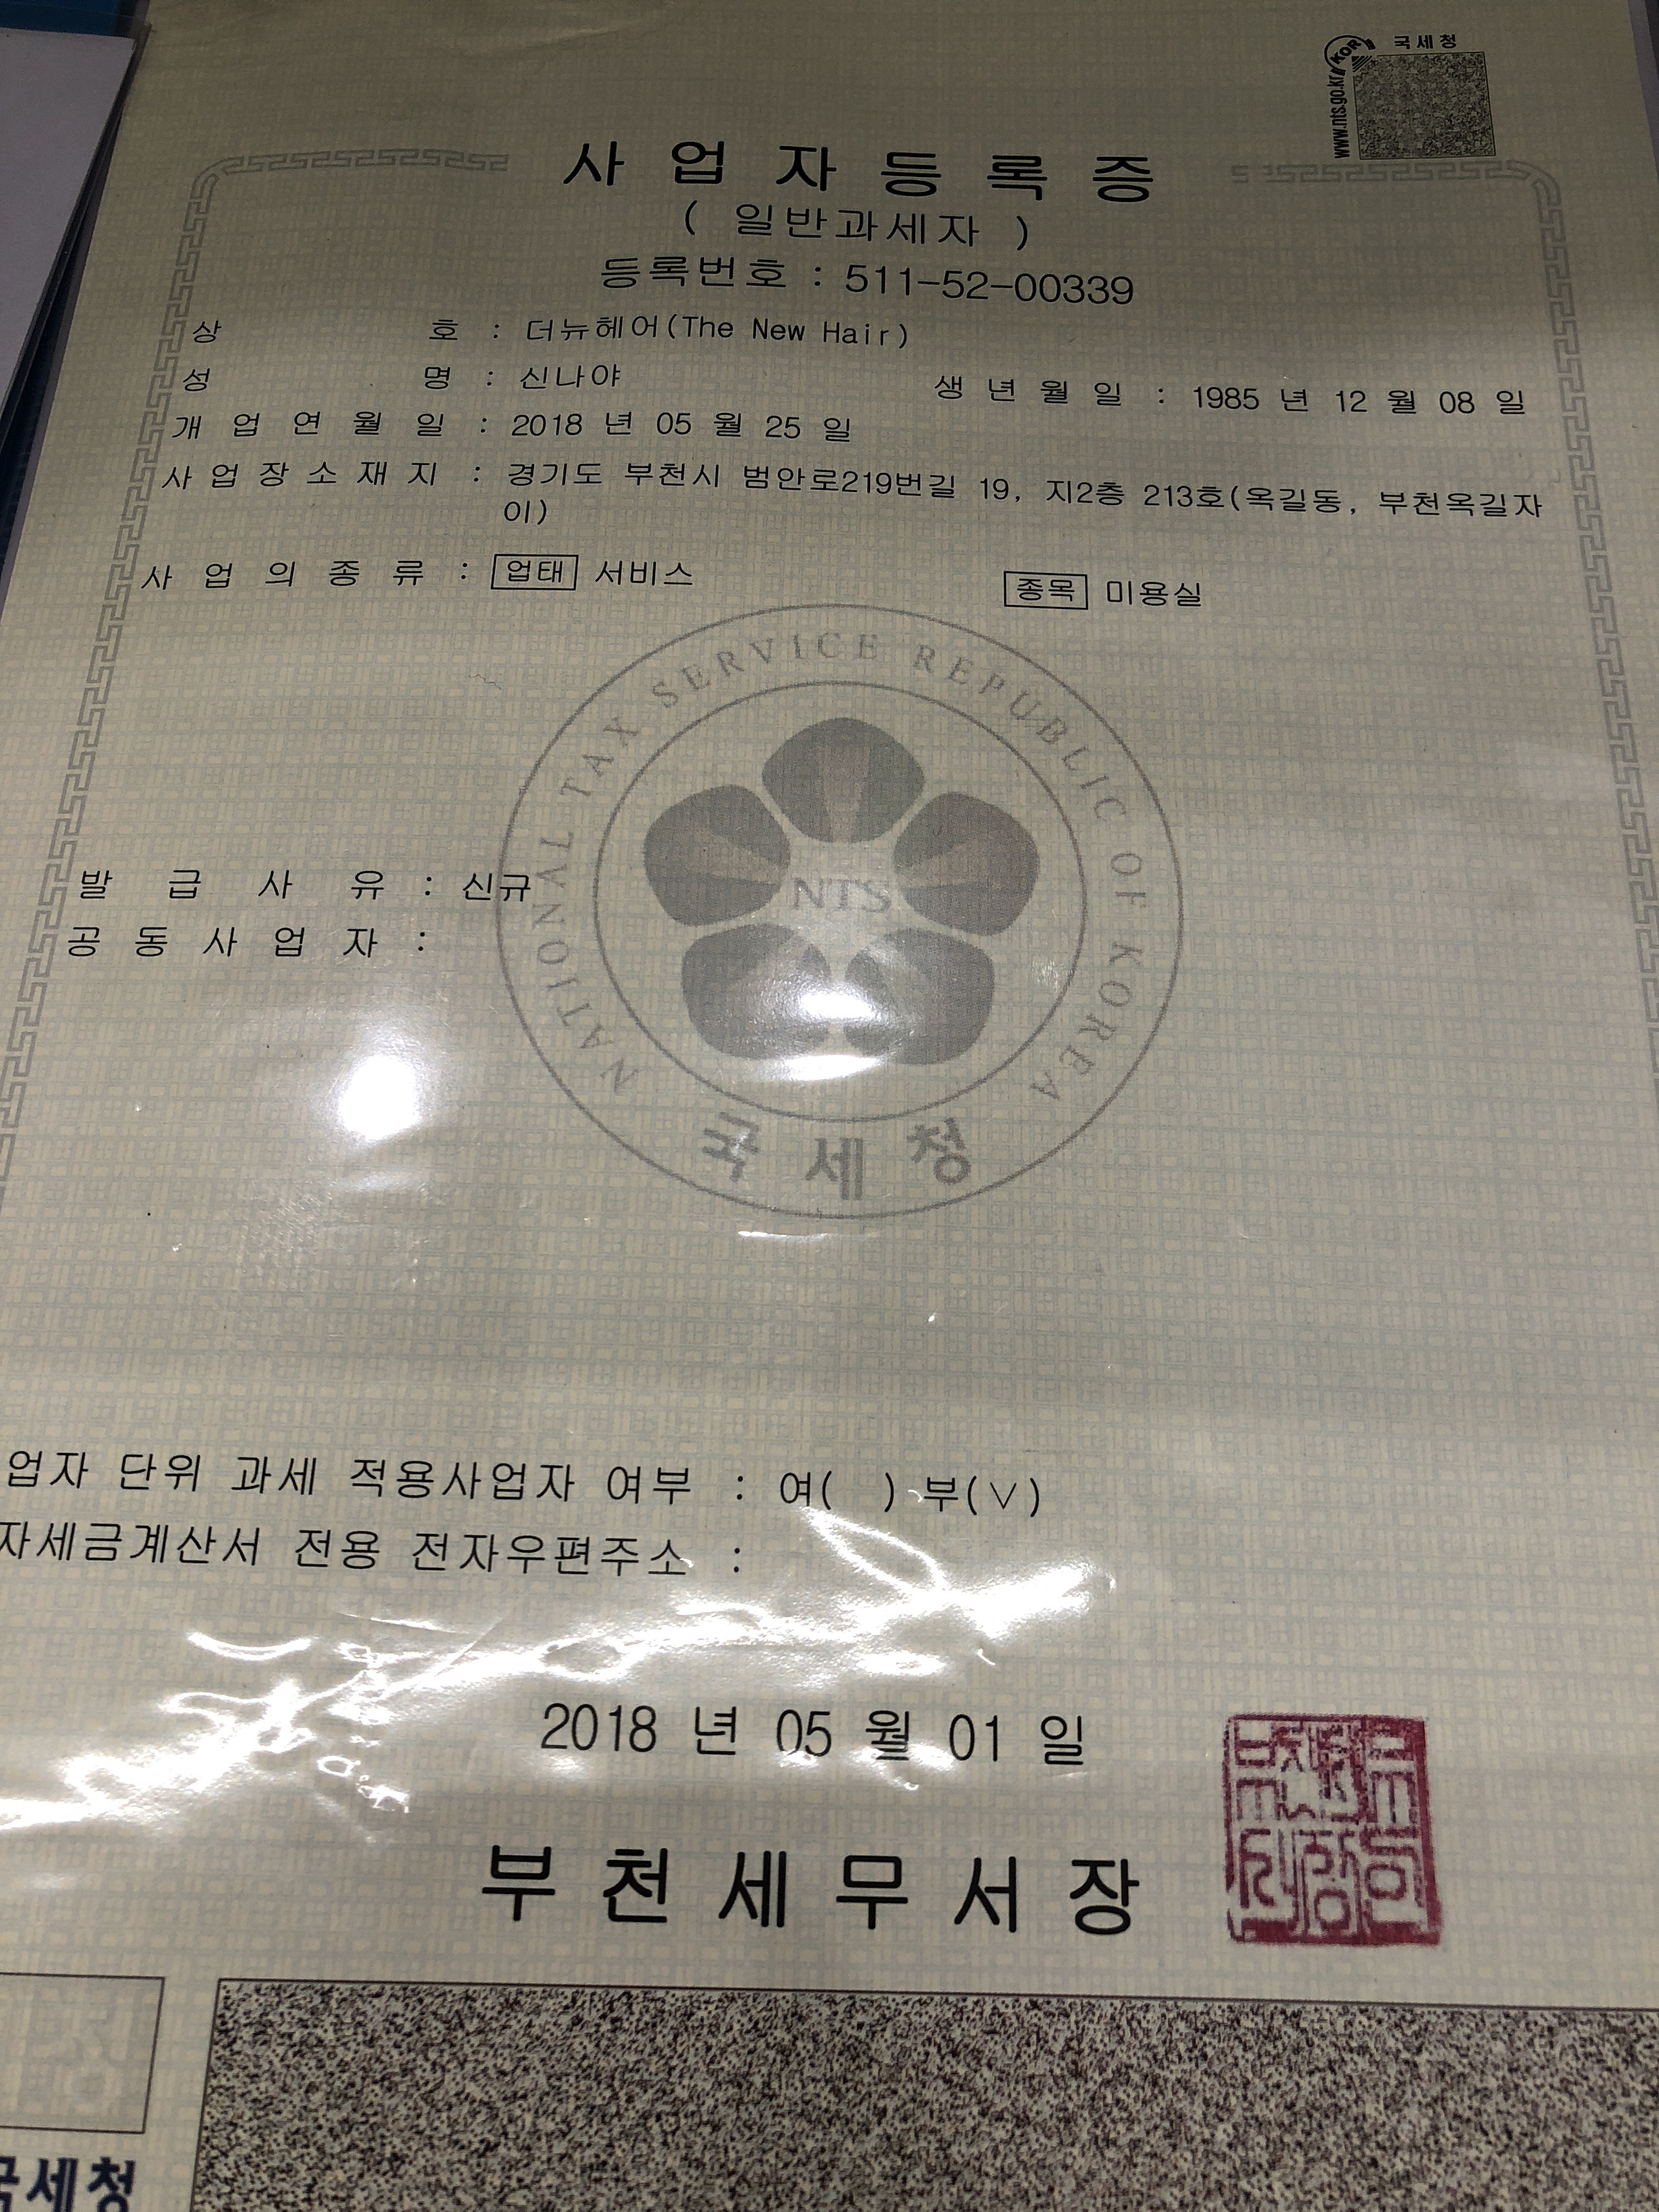 국세청
www.nts.go.kr
사업자등록증
( 일반과세자 )
등록번호 : 511-52-00339
상 호 : 더뉴헤어(The New Hair)
성 명 : 신나야 생년월일 : 1985 년 12 월 08 일
개업연월일 : 2018 년 05 월 25 일
사업장소재지 : 경기도 부천시 범안로219번길 19, 지2층 213호(옥길동, 부천옥길자
이)
사업의종류 : 업태 서비스 종목 미용실
NATIONAL TAX SERVICE REPUBLIC OF KOREA
NTS
국세청
발급사유 : 신규
공동사업자 :
업자 단위 과세 적용사업자 여부 : 여( ) 부(∨)
자세금계산서 전용 전자우편주소 :
2018 년 05 월 01 일
부천세무서장
국세청